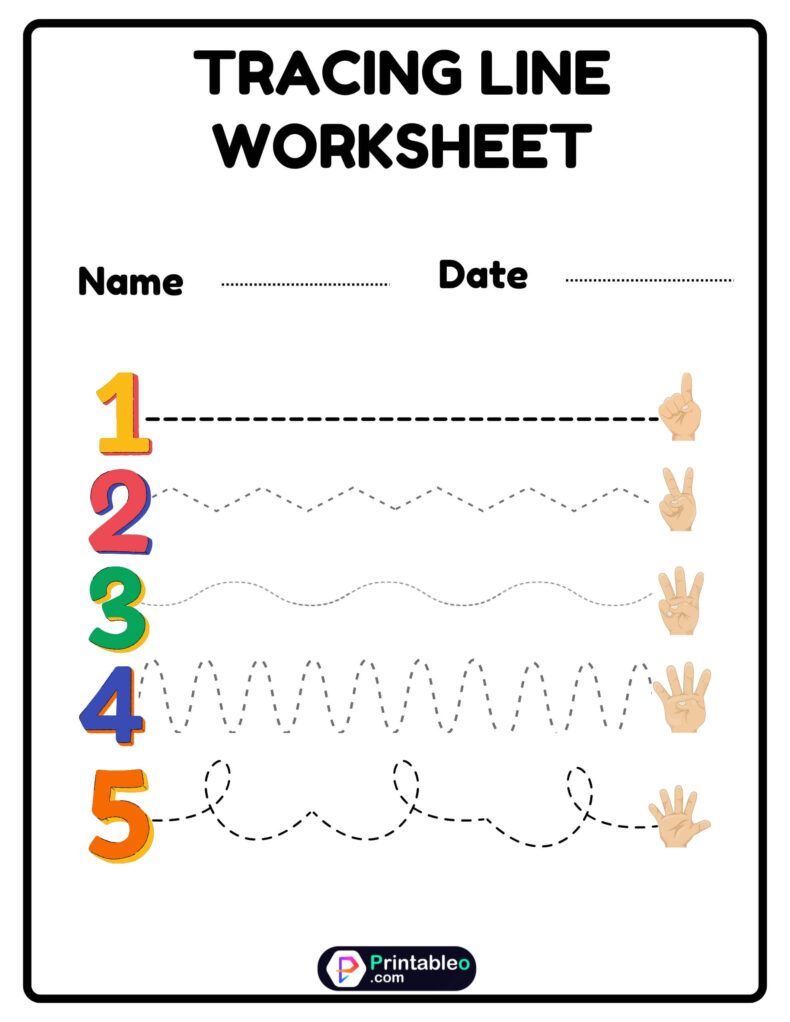 TRACING LINE
WORKSHEET
Name Date
1
2
3
4
5
Printableo
.com